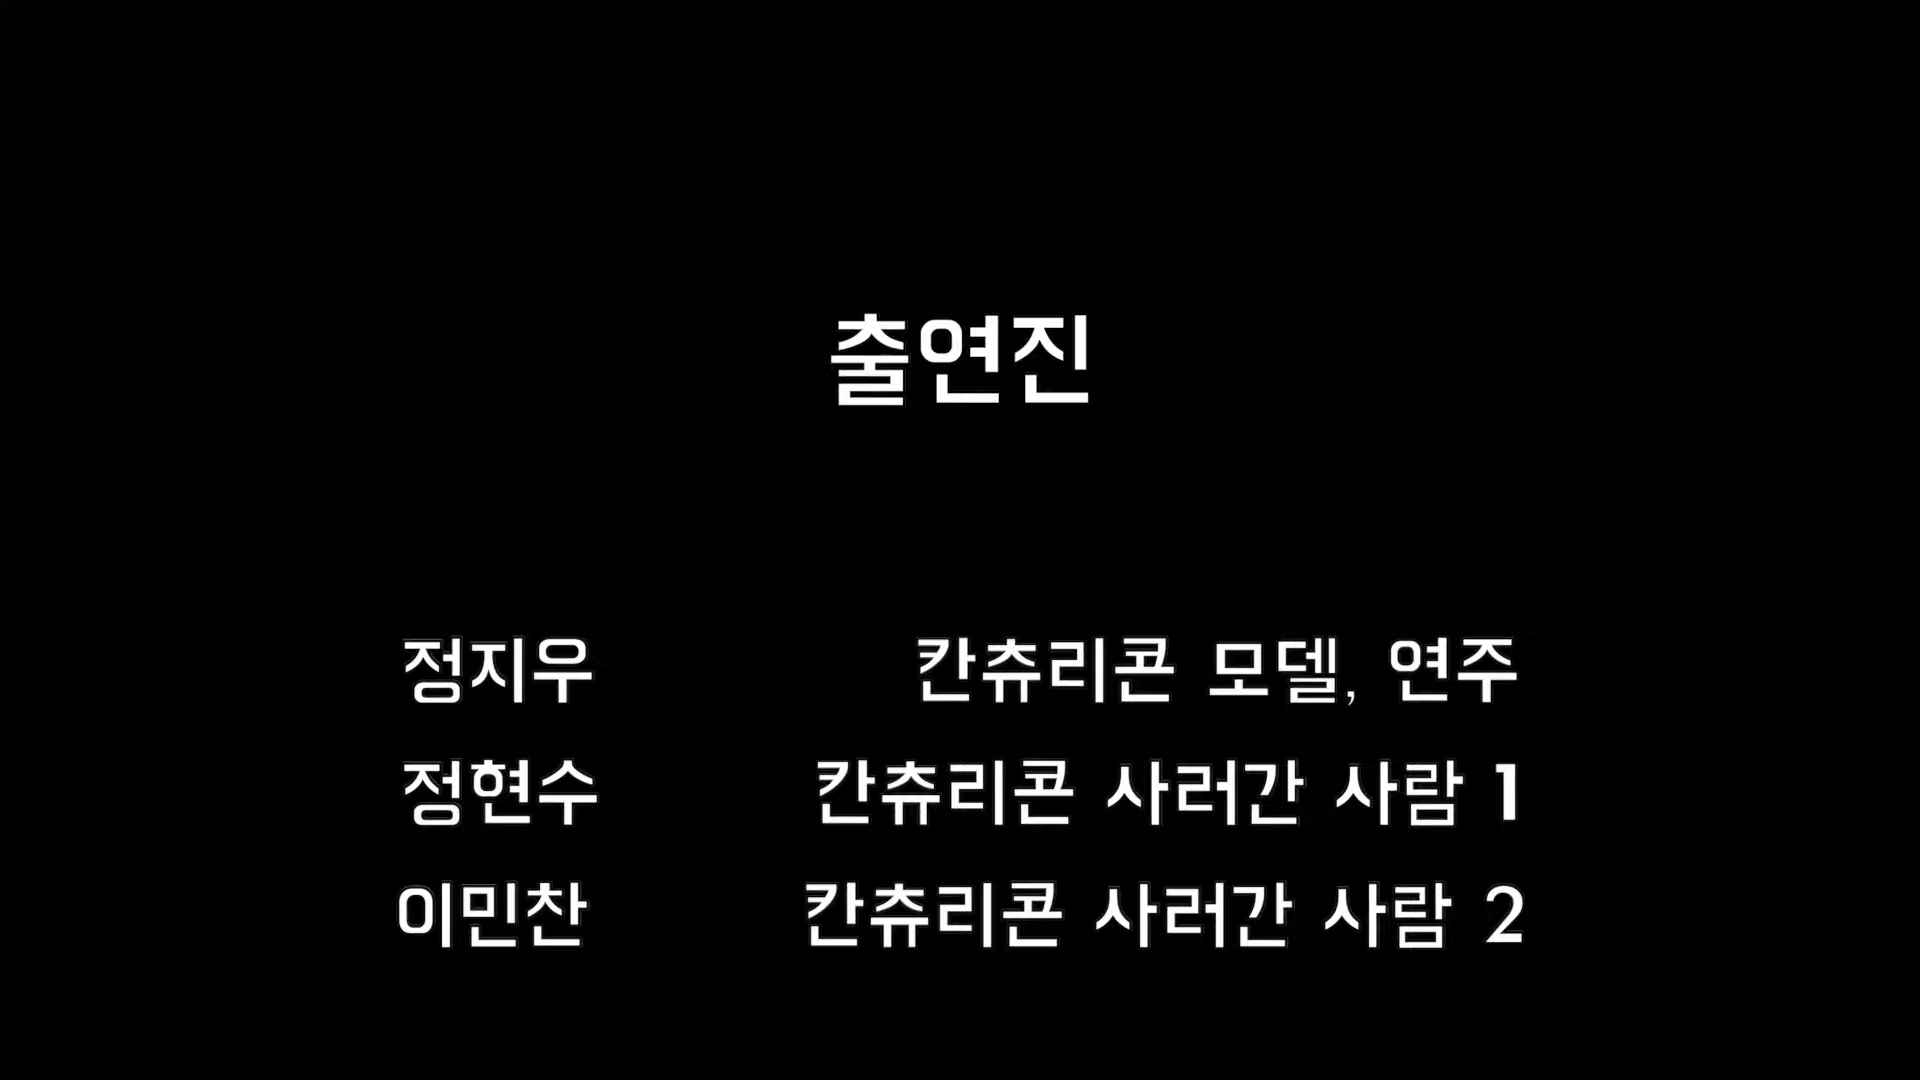 출연진
정지우 칸츄리콘 모델, 연주
정현수 칸츄리콘 사러간 사람 1
이민찬 칸츄리콘 사러간 사람 2